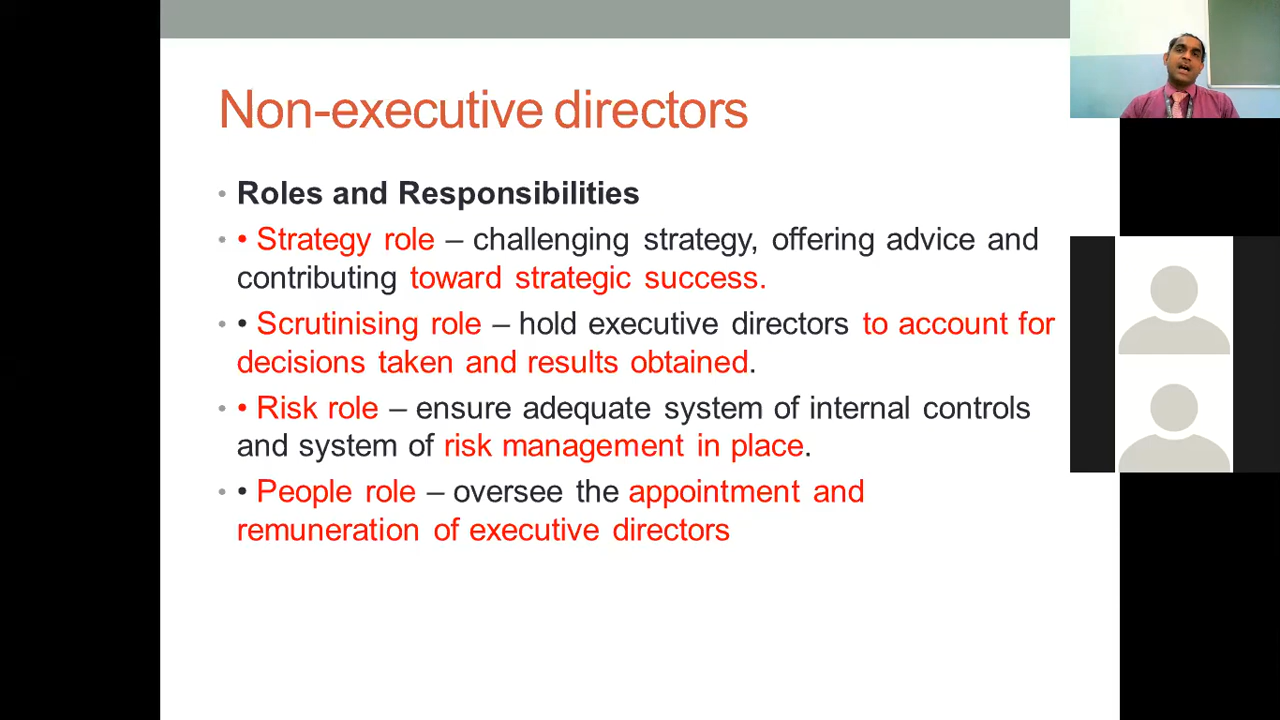 Non-executive directors
• Roles and Responsibilities
• • Strategy role – challenging strategy, offering advice and
contributing toward strategic success.
• • Scrutinising role – hold executive directors to account for
decisions taken and results obtained.
• • Risk role – ensure adequate system of internal controls
and system of risk management in place.
• • People role – oversee the appointment and
remuneration of executive directors